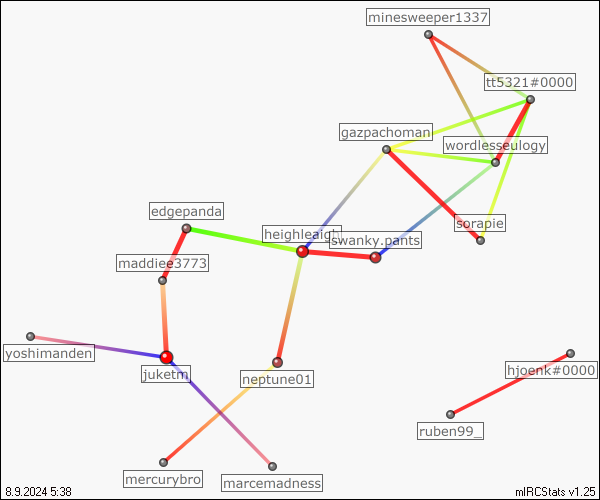 minesweeper1337
tt5321#0000
gazpachoman
wordlesseulogy
edgepanda
sorapie
swanky.pants
maddiee3773
yoshimanden
juketm
neptune01
hjoenk#0000
ruben99_
mercurybro
marcemadness
8.9.2024 5:38
mIRCStats v1.25